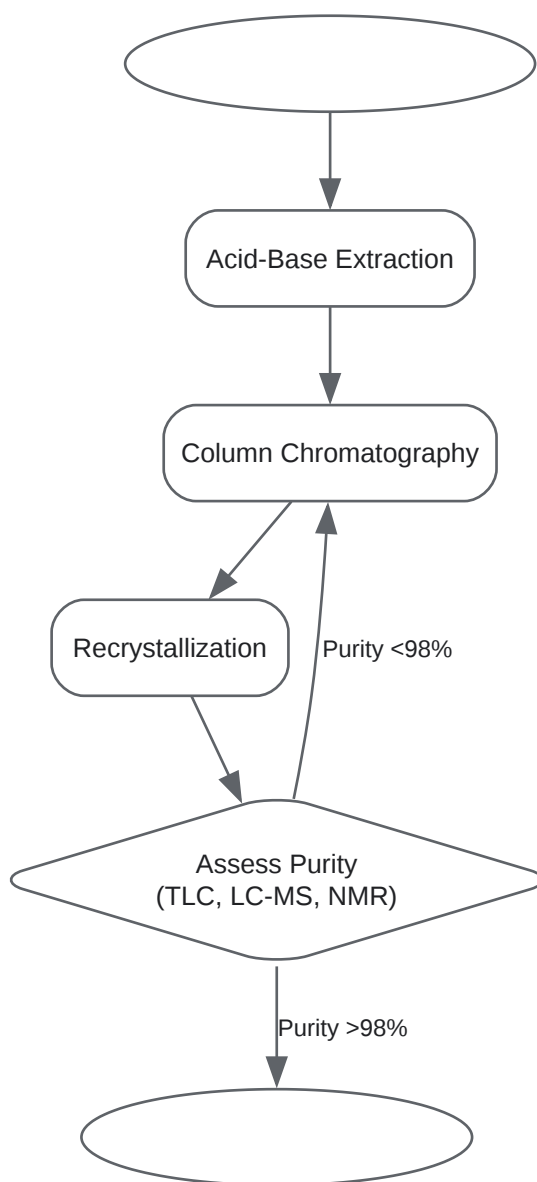 Acid-Base Extraction
Column Chromatography
Recrystallization
Purity <98%
Assess Purity
(TLC, LC-MS, NMR)
Purity >98%